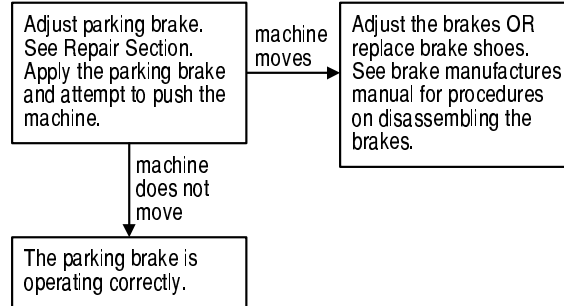 Adjust parking brake.
See Repair Section.
Apply the parking brake
and attempt to push the
machine.
machine
moves
Adjust the brakes OR
replace brake shoes.
See brake manufactures
manual for procedures
on disassembling the
brakes.
machine
does not
move
The parking brake is
operating correctly.